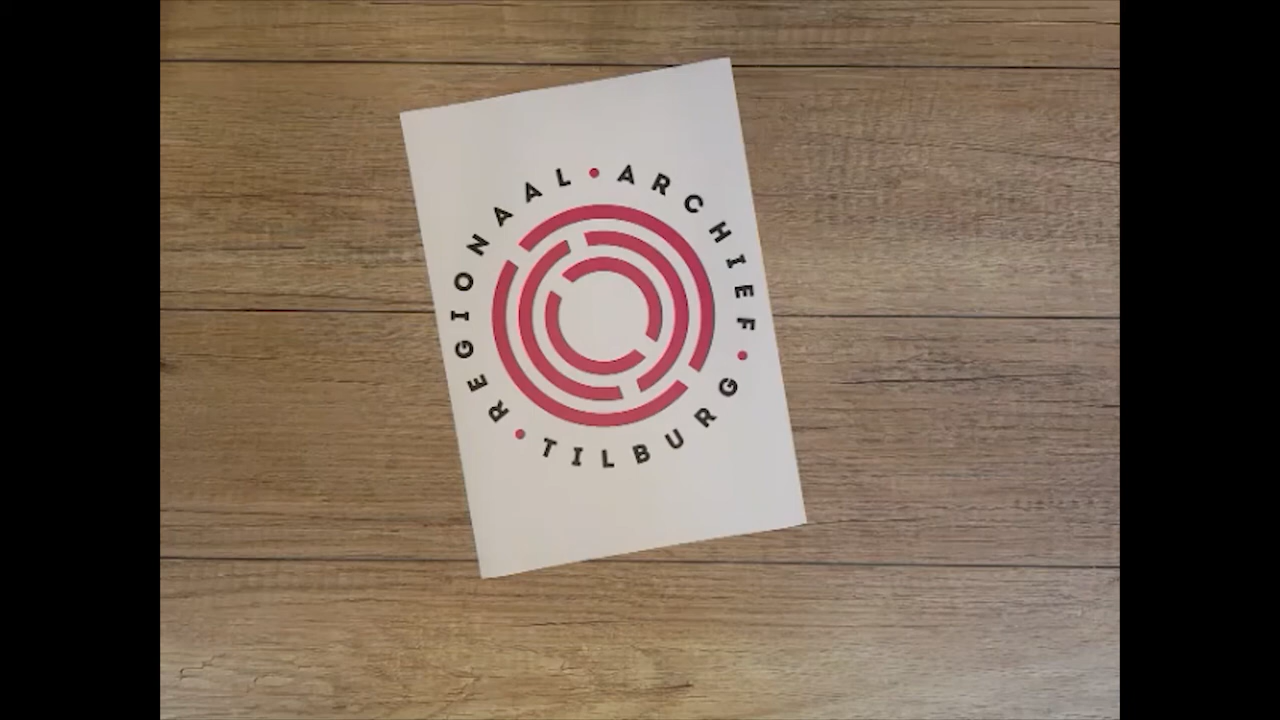 REGIONAAL • ARCHIEF • TILBURG •